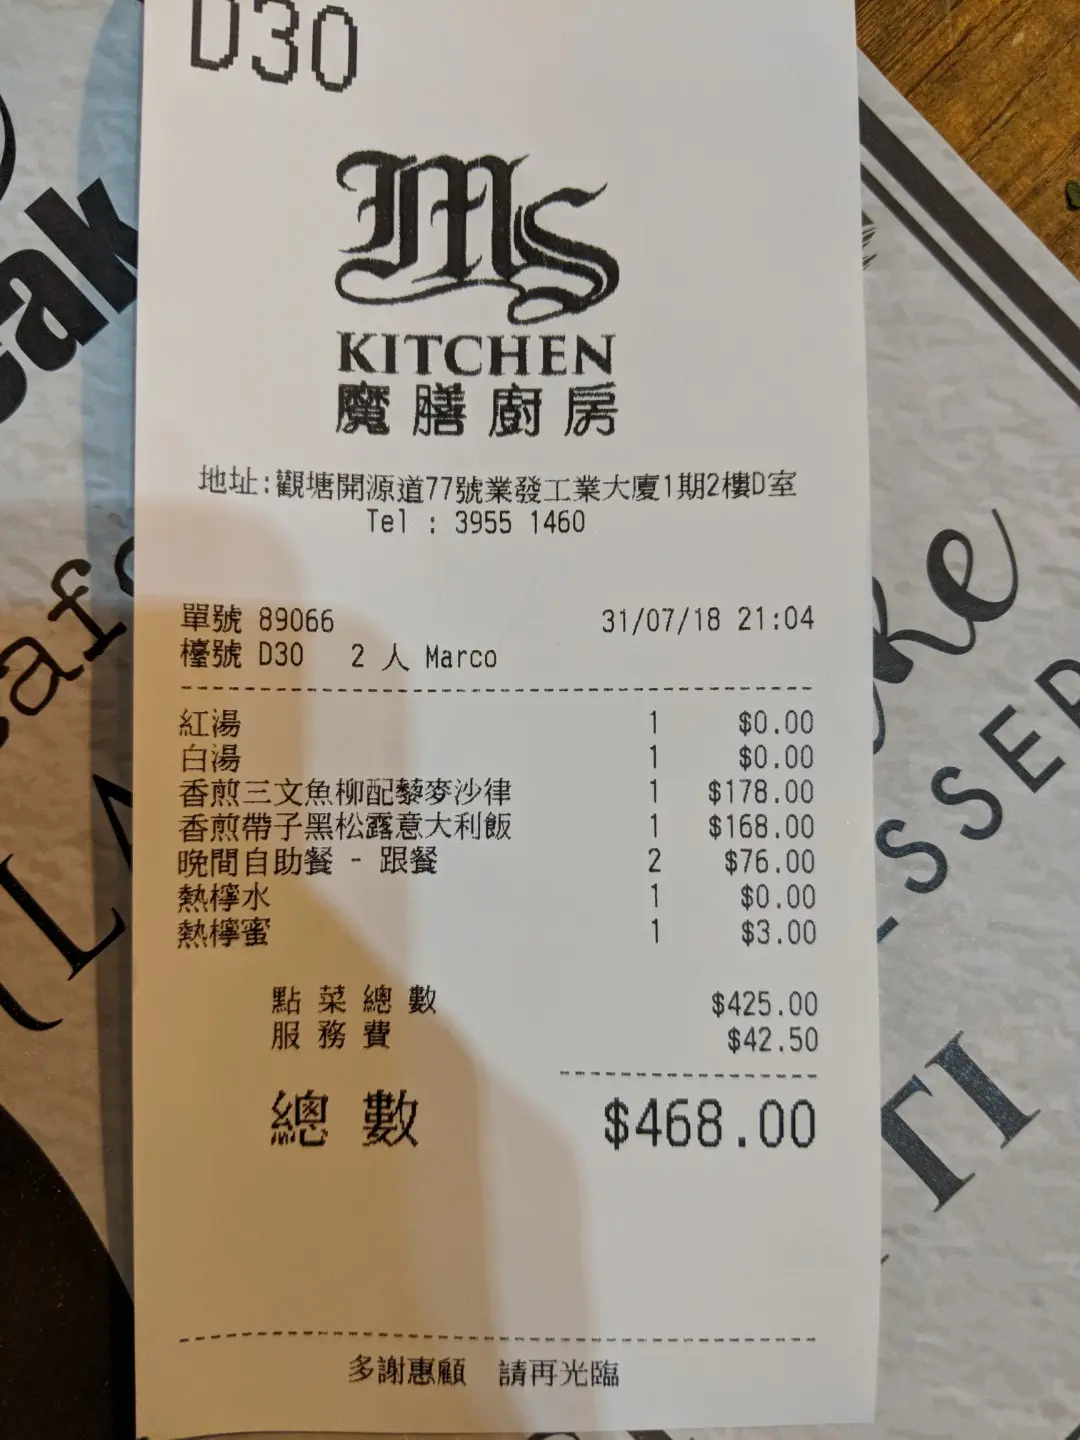 D30
Ms
KITCHEN
魔膳廚房
地址:觀塘開源道77號業發工業大廈1期2樓D室
Tel : 3955 1460
單號 89066 31/07/18 21:04
檯號 D30 2 人 Marco
紅湯 1 $0.00
白湯 1 $0.00
香煎三文魚柳配藜麥沙律 1 $178.00
香煎帶子黑松露意大利飯 1 $168.00
晚間自助餐 - 跟餐 2 $76.00
熱檸水 1 $0.00
熱檸蜜 1 $3.00
點菜總數 $425.00
服務費 $42.50
總數 $468.00
多謝惠顧 請再光臨